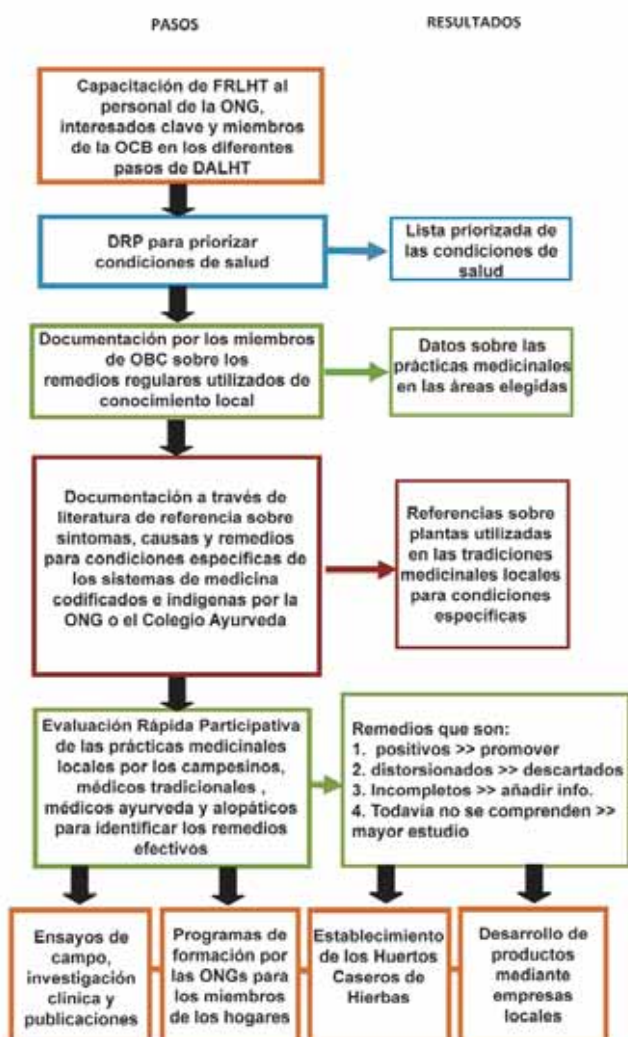 PASOS
RESULTADOS
Capacitación de FRLHT al
personal de la ONG,
interesados clave y miembros
de la OCB en los diferentes
pasos de DALHT
DRP para priorizar
condiciones de salud
Lista priorizada de
las condiciones de
salud
Documentación por los miembros
de OBC sobre los
remedios regulares utilizados de
conocimiento local
Datos sobre las
prácticas medicinales
en las áreas elegidas
Documentación a través de
literatura de referencia sobre
síntomas, causas y remedios
para condiciones específicas de
los sistemas de medicina
codificados e indígenas por la
ONG o el Colegio Ayurveda
Referencias sobre
plantas utilizadas
en las tradiciones
medicinales locales
para condiciones
específicas
Evaluación Rápida Participativa
de las prácticas medicinales
locales por los campesinos,
médicos tradicionales ,
médicos ayurveda y alopáticos
para identificar los remedios
efectivos
Remedios que son:
1. positivos >> promover
2. distorsionados >> descartados
3. Incompletos >> añadir info.
4. Todavía no se comprenden >>
mayor estudio
Ensayos de
campo,
investigación
clínica y
publicaciones
Programas de
formación por
las ONGs para
los miembros
de los hogares
Establecimiento
de los Huertos
Caseros de
Hierbas
Desarrollo de
productos
mediante
empresas
locales